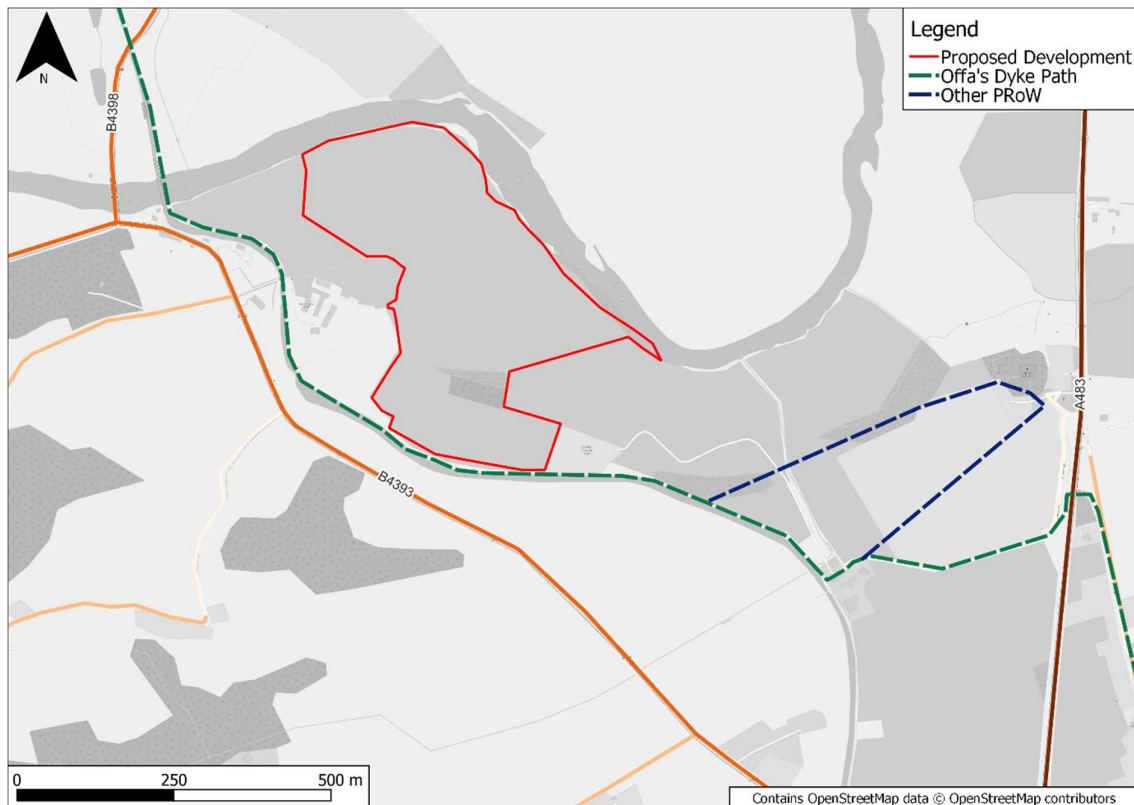 N
B4398
Legend
Proposed Development
Offa's Dyke Path
Other PRoW
A483
B4393
0 250 500 m
Contains OpenStreetMap data © OpenStreetMap contributors